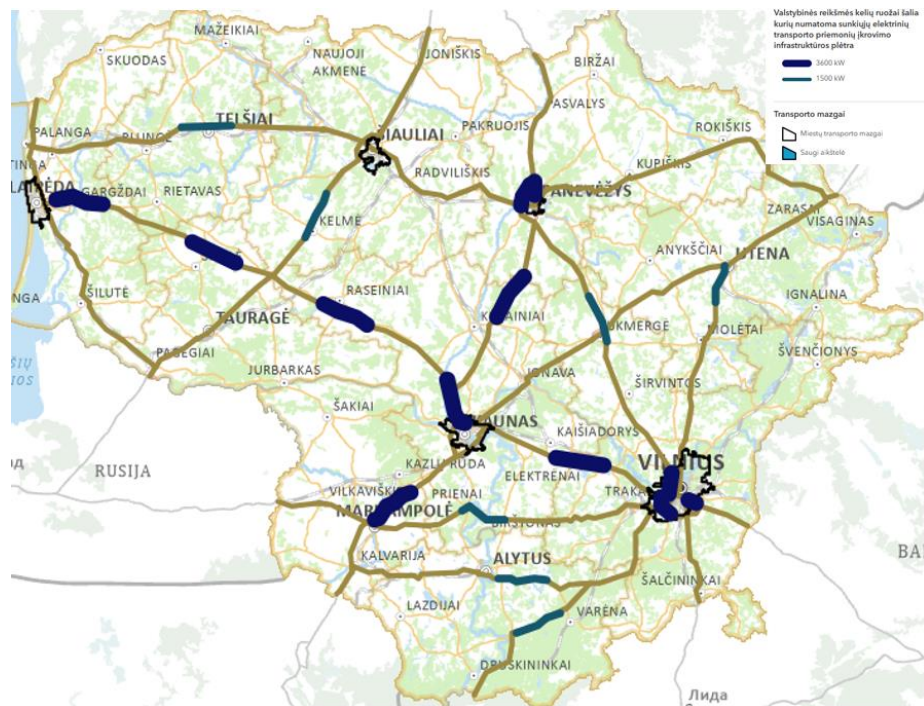 Valstybinės reikšmės kelių ruožai šalia
kurių numatoma sunkiųjų elektrinių
transporto priemonių įkrovimo
infrastruktūros plėtra
3600 kW
1500 kW
Transporto mazgai
Miestų transporto mazgai
Saugi aikštelė
MAŽEIKIAI
SKUODAS
NAUJOJI
AKMENĖ
JONIŠKIS
BIRŽAI
PASVALYS
TELŠIAI
PALANGA
ŠIAULIAI
PAKRUOJIS
ROKIŠKIS
KUPIŠKIS
RADVILIŠKIS
GARGŽDAI
RIETAVAS
PANEVĖŽYS
ZARASAI
VISAGINAS
KELMĖ
ANYKŠČIAI
UTENA
ŠILUTĖ
RASEINIAI
IGNALINA
TAURAGĖ
UKMERGĖ
MOLĖTAI
PAGĖGIAI
ŠVENČIONYS
JURBARKAS
JONAVA
ŠIRVINTOS
ŠAKIAI
KAUNAS
KAIŠIADORYS
RUSIJA
KAZLŲ RŪDA
ELEKTRĖNAI
VILNIUS
VILKAVIŠKIS
PRIENAI
TRAKAI
MARIJAMPOLĖ
BIRŠTONAS
KALVARIJA
ALYTUS
ŠALČININKAI
LAZDIJAI
VARĖNA
DRUSKININKAI
Лида